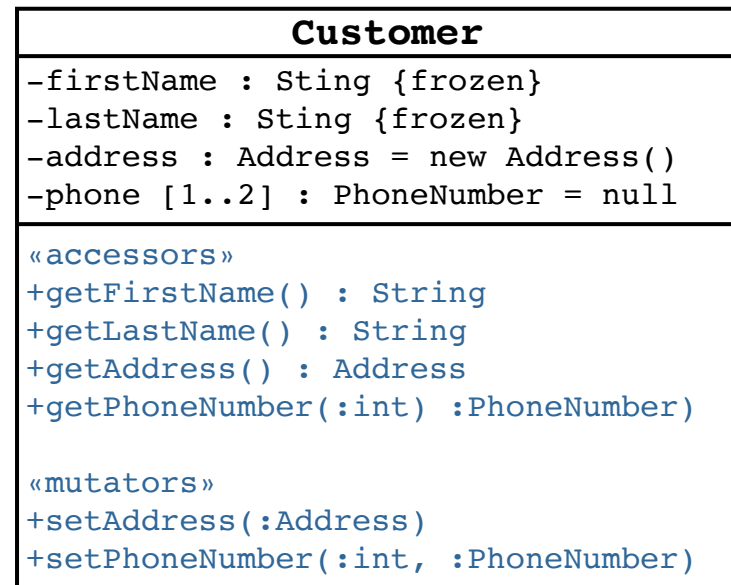 Customer
-firstName : Sting {frozen}
-lastName : Sting {frozen}
-address : Address = new Address()
-phone [1..2] : PhoneNumber = null
«accessors»
+getFirstName() : String
+getLastName() : String
+getAddress() : Address
+getPhoneNumber(:int) :PhoneNumber)
«mutators»
+setAddress(:Address)
+setPhoneNumber(:int, :PhoneNumber)